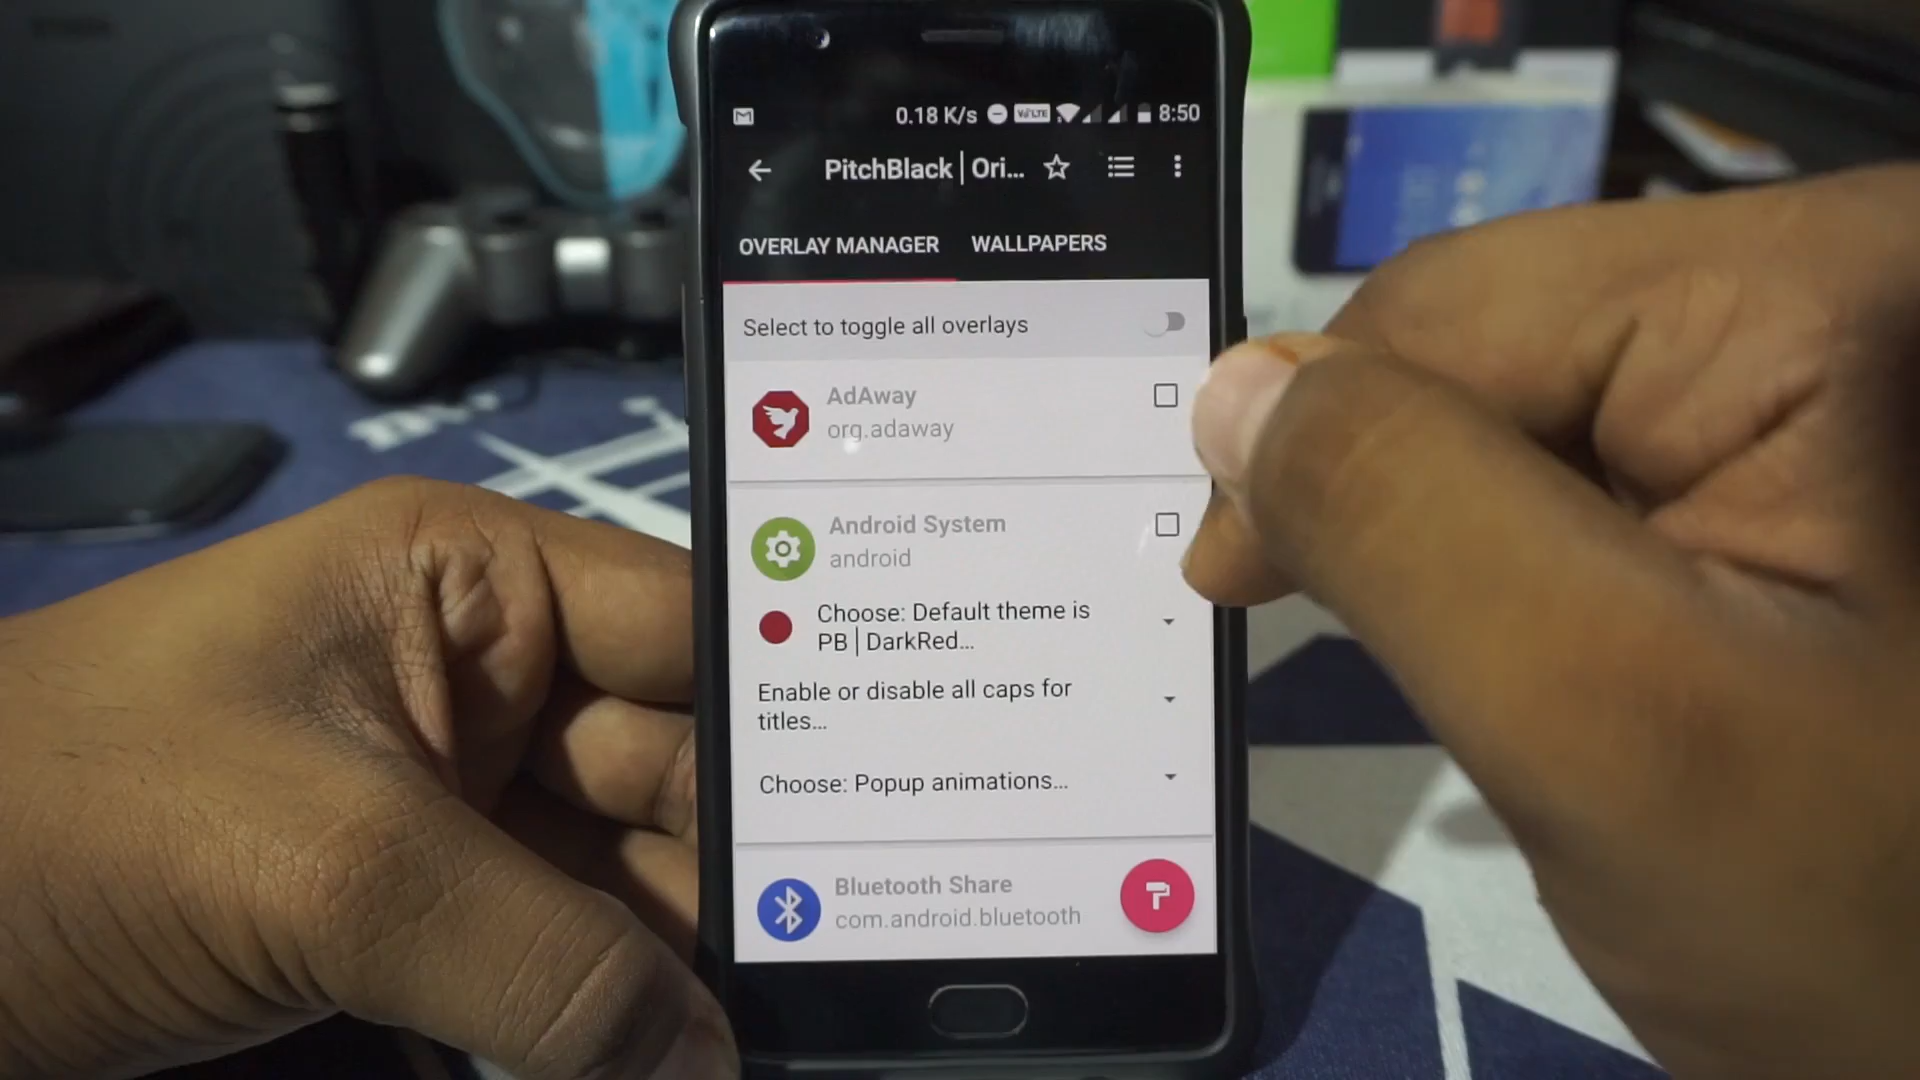 0.18 K/s VoLTE 8:50
PitchBlack | Ori...
OVERLAY MANAGER WALLPAPERS
Select to toggle all overlays
AdAway
org.adaway
Android System
android
Choose: Default theme is
PB | DarkRed...
Enable or disable all caps for
titles...
Choose: Popup animations...
Bluetooth Share
com.android.bluetooth